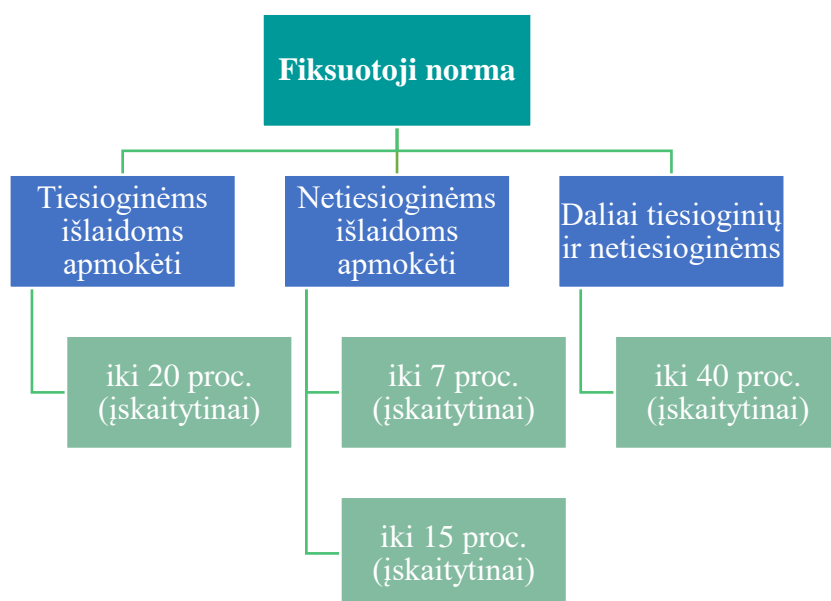 Fiksuotoji norma
Tiesioginėms
išlaidoms
apmokėti
Netiesioginėms
išlaidoms
apmokėti
Daliai tiesioginių
ir netiesioginėms
iki 20 proc.
(įskaitytinai)
iki 7 proc.
(įskaitytinai)
iki 40 proc.
(įskaitytinai)
iki 15 proc.
(įskaitytinai)